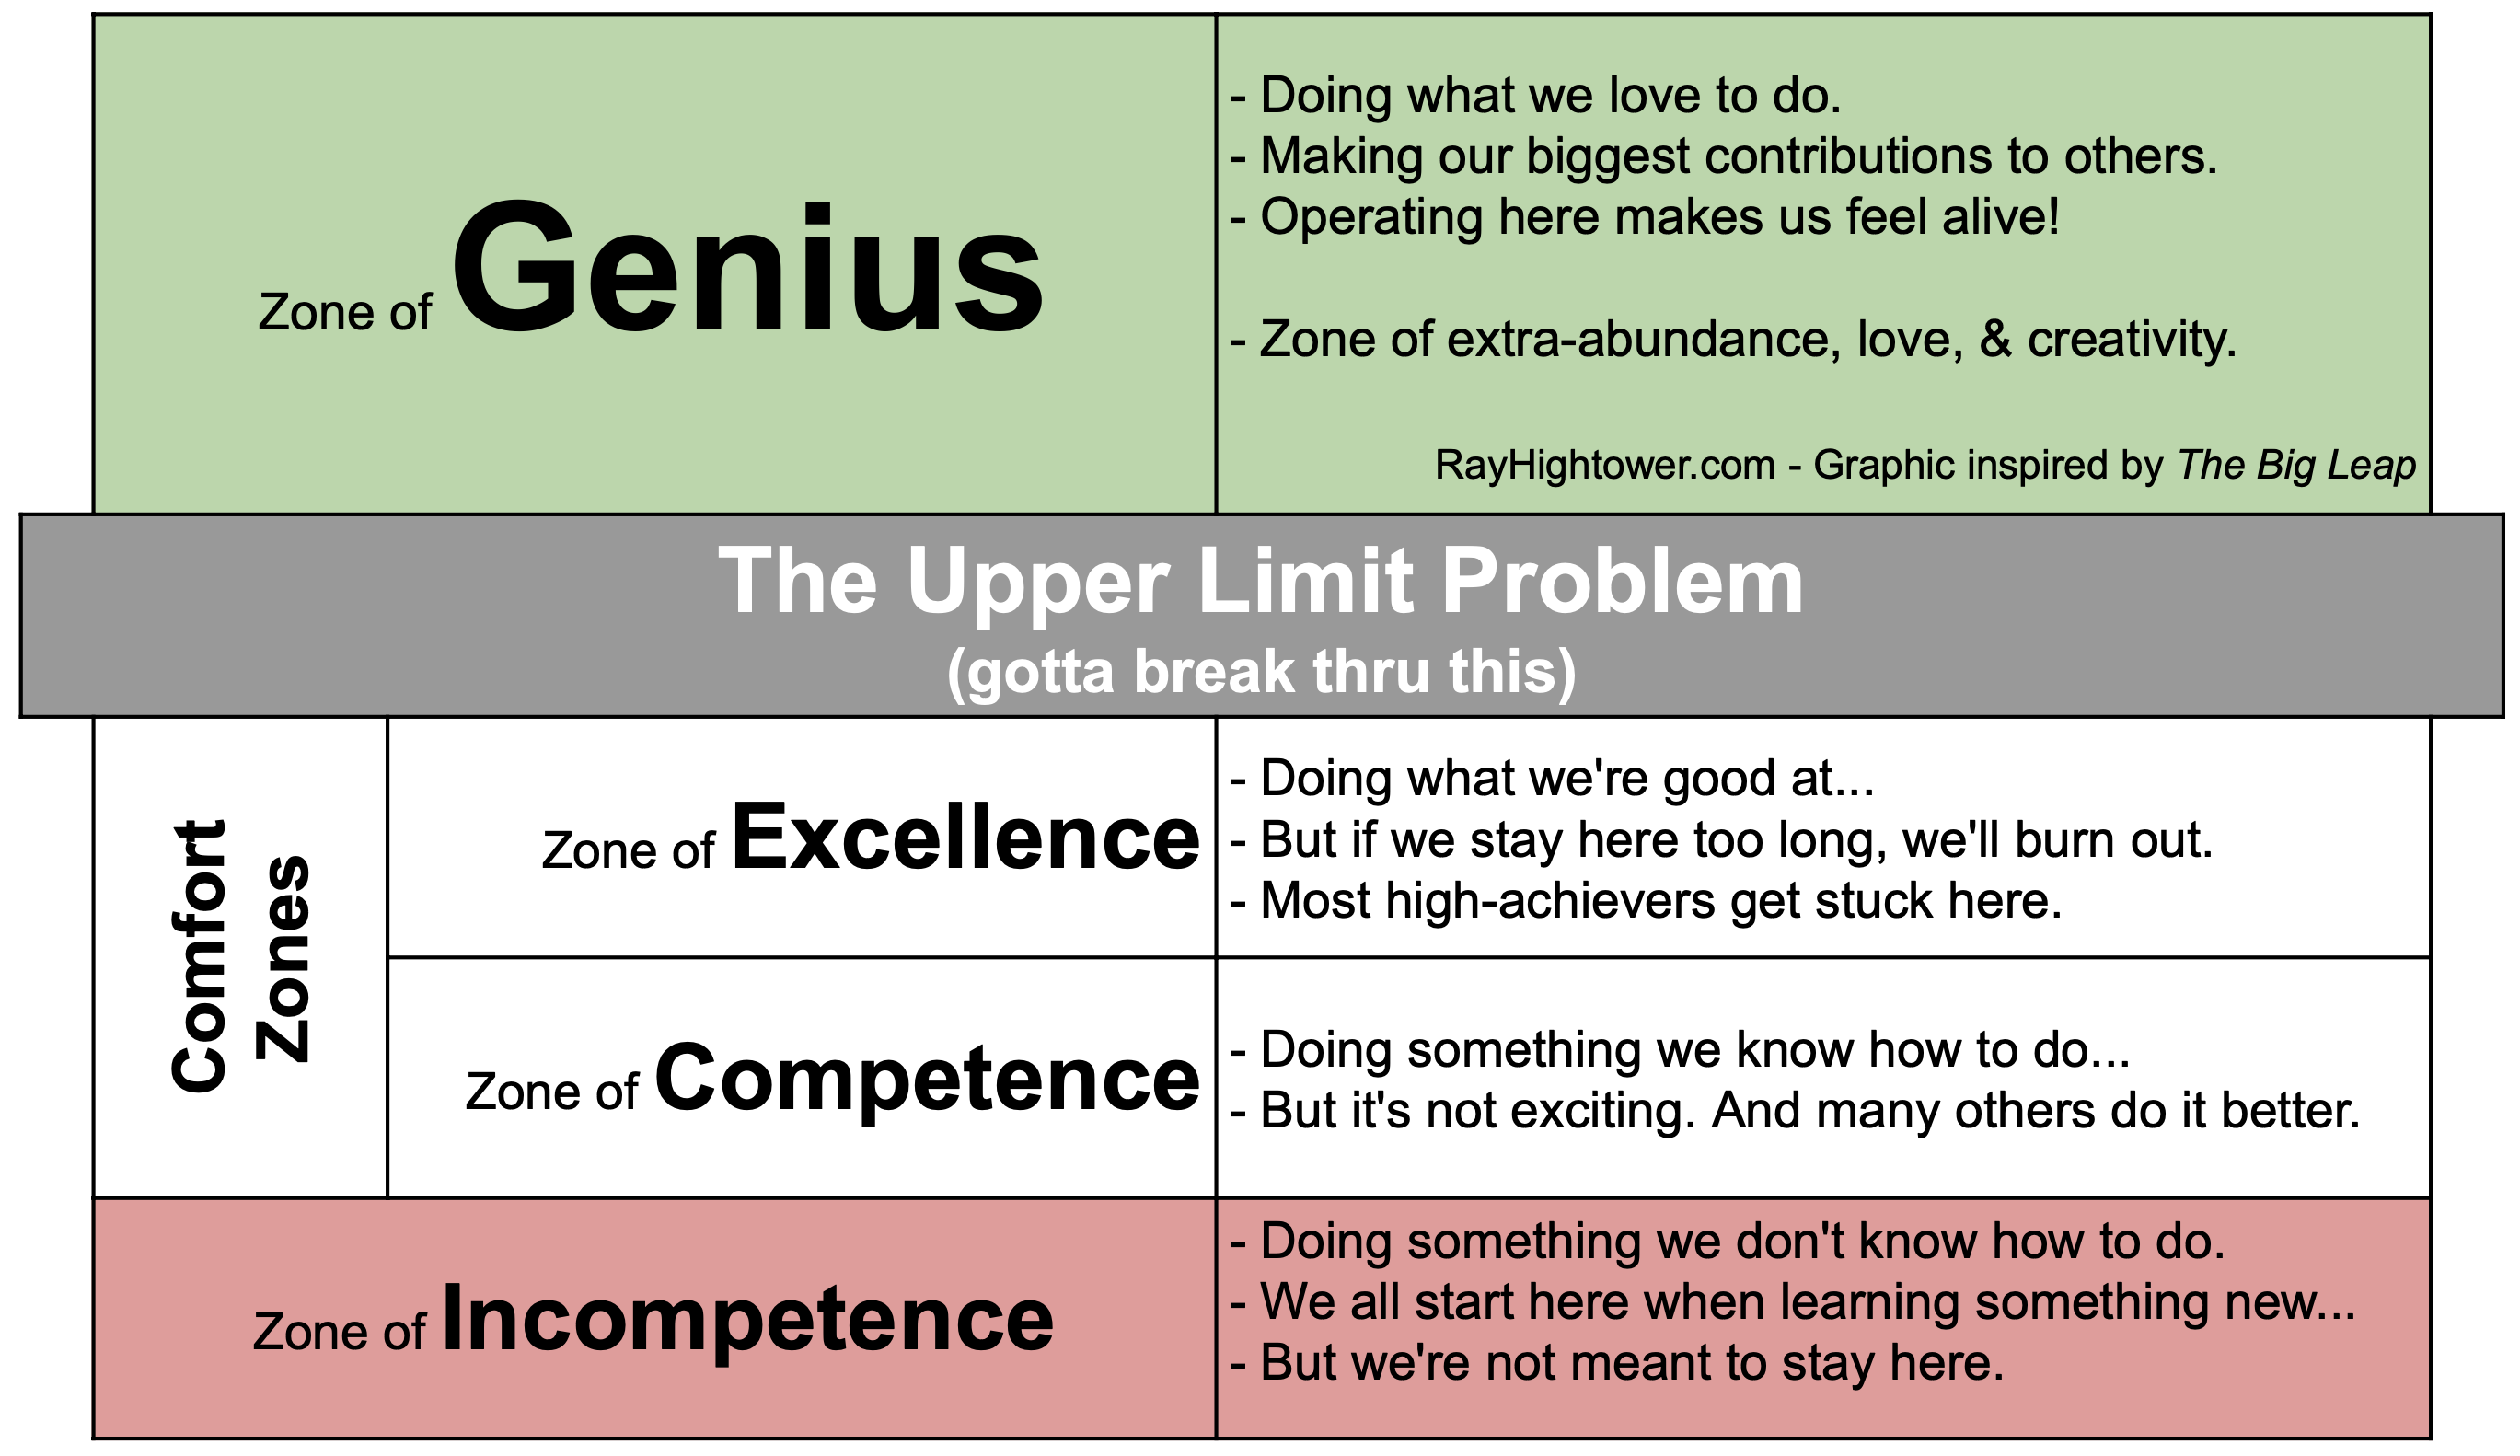 Zone of Genius
- Doing what we love to do.
- Making our biggest contributions to others.
- Operating here makes us feel alive!
- Zone of extra-abundance, love, & creativity.
RayHightower.com - Graphic inspired by The Big Leap
The Upper Limit Problem
(gotta break thru this)
Comfort
Zones
Zone of Excellence
- Doing what we're good at...
- But if we stay here too long, we'll burn out.
- Most high-achievers get stuck here.
Zone of Competence
- Doing something we know how to do...
- But it's not exciting. And many others do it better.
Zone of Incompetence
- Doing something we don't know how to do.
- We all start here when learning something new...
- But we're not meant to stay here.